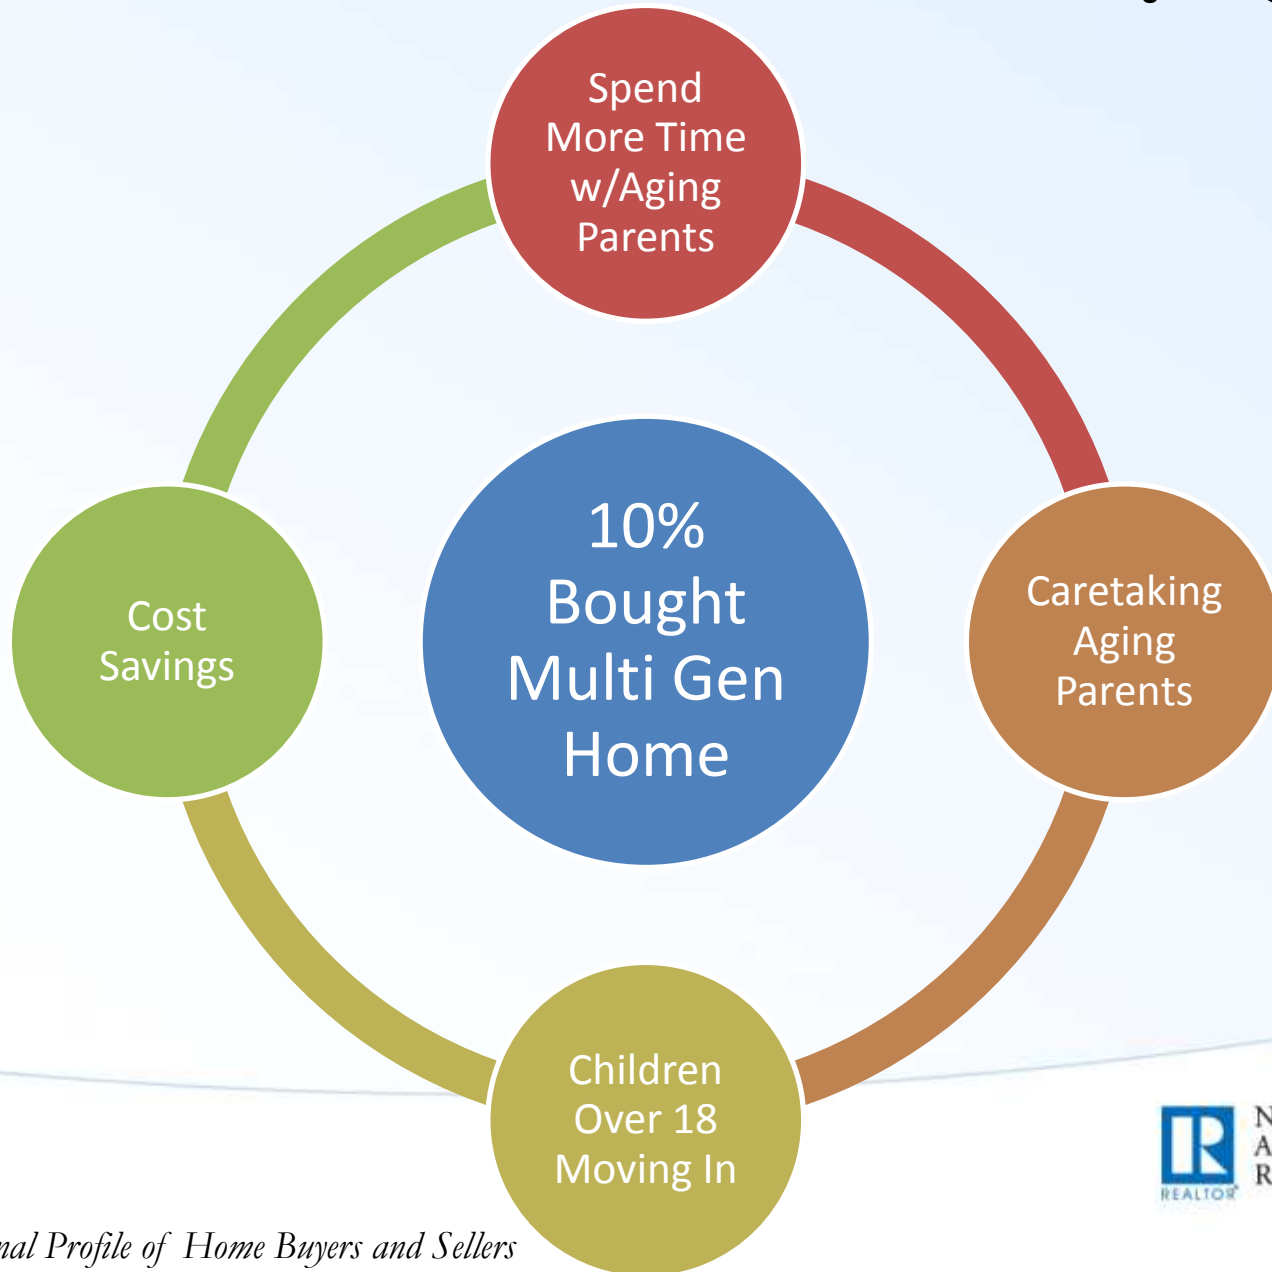 Spend
More Time
w/Aging
Parents
10%
Bought
Multi Gen
Home
Cost
Savings
Caretaking
Aging
Parents
Children
Over 18
Moving In
REALTOR®
Profile of Home Buyers and Sellers